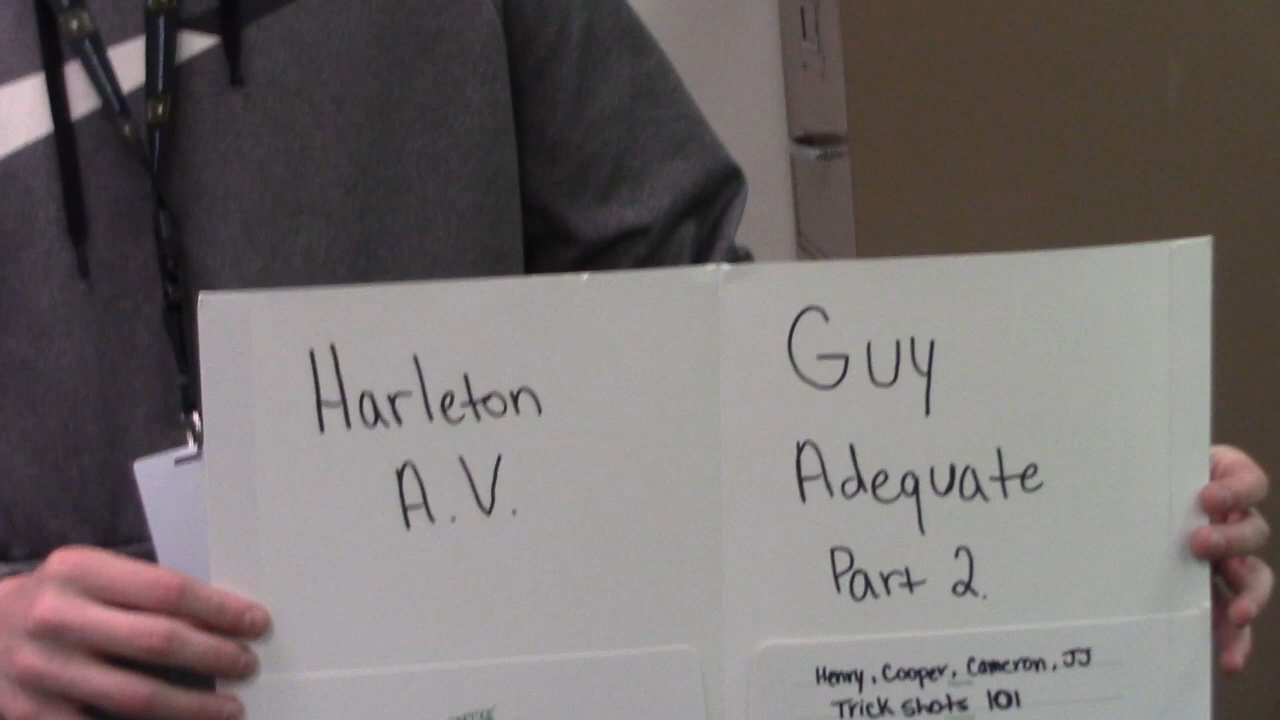 Harleton
A.V.
Guy
Adequate
Part 2.
Henry, Cooper, Cameron, JJ
Trick shots 101